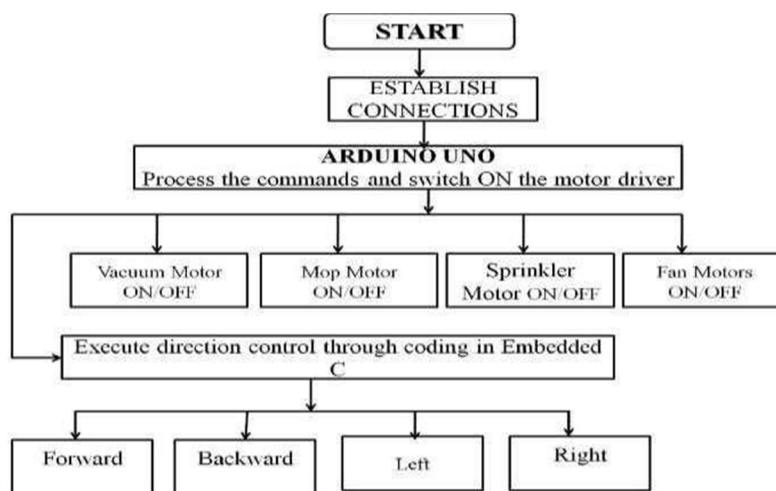 START
ESTABLISH
CONNECTIONS
ARDUINO UNO
Process the commands and switch ON the motor driver
Vacuum Motor
ON/OFF
Mop Motor
ON/OFF
Sprinkler
Motor ON/OFF
Fan Motors
ON/OFF
Execute direction control through coding in Embedded
C
Forward
Backward
Left
Right